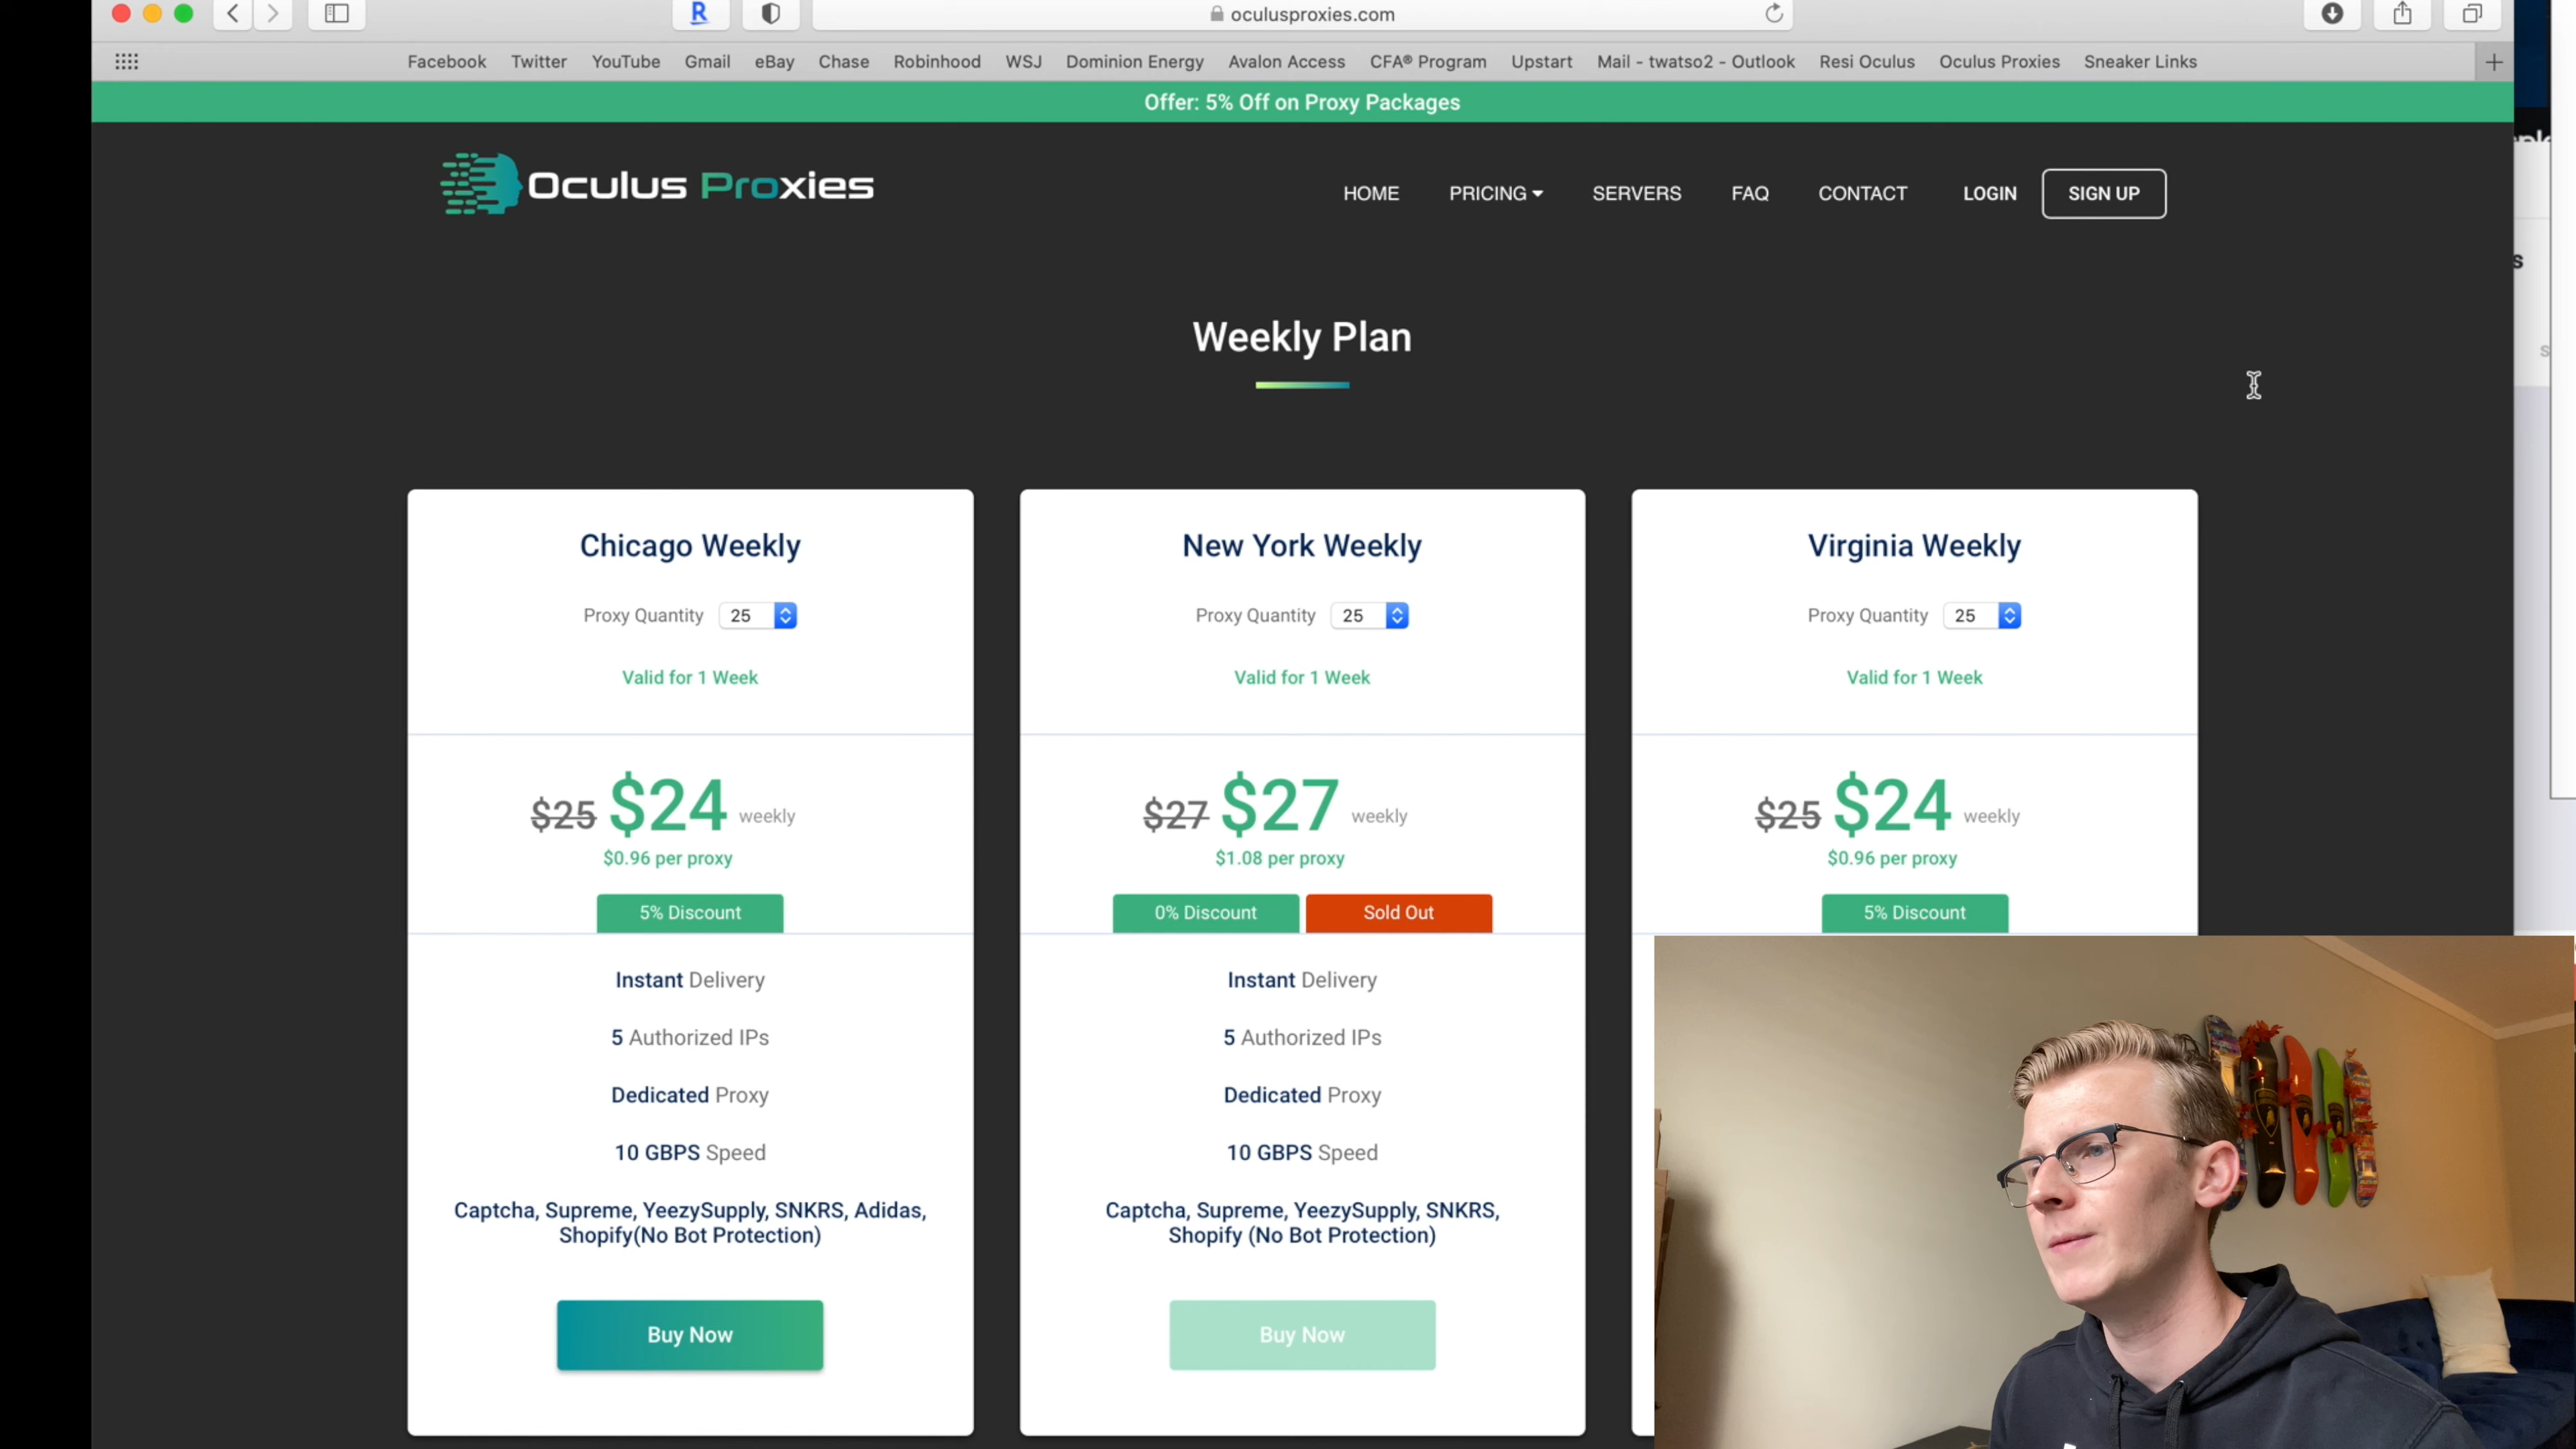 R
oculusproxies.com
Facebook Twitter YouTube Gmail eBay Chase Robinhood WSJ Dominion Energy Avalon Access CFA® Program Upstart Mail - twatso2 - Outlook Resi Oculus Oculus Proxies Sneaker Links
Offer: 5% Off on Proxy Packages
Oculus Proxies
HOME PRICING SERVERS FAQ CONTACT LOGIN SIGN UP
Weekly Plan
Chicago Weekly
Proxy Quantity 25
Valid for 1 Week
$25 $24 weekly
$0.96 per proxy
5% Discount
Instant Delivery
5 Authorized IPs
Dedicated Proxy
10 GBPS Speed
Captcha, Supreme, YeezySupply, SNKRS, Adidas,
Shopify(No Bot Protection)
Buy Now
New York Weekly
Proxy Quantity 25
Valid for 1 Week
$27 $27 weekly
$1.08 per proxy
0% Discount Sold Out
Instant Delivery
5 Authorized IPs
Dedicated Proxy
10 GBPS Speed
Captcha, Supreme, YeezySupply, SNKRS,
Shopify (No Bot Protection)
Buy Now
Virginia Weekly
Proxy Quantity 25
Valid for 1 Week
$25 $24 weekly
$0.96 per proxy
5% Discount